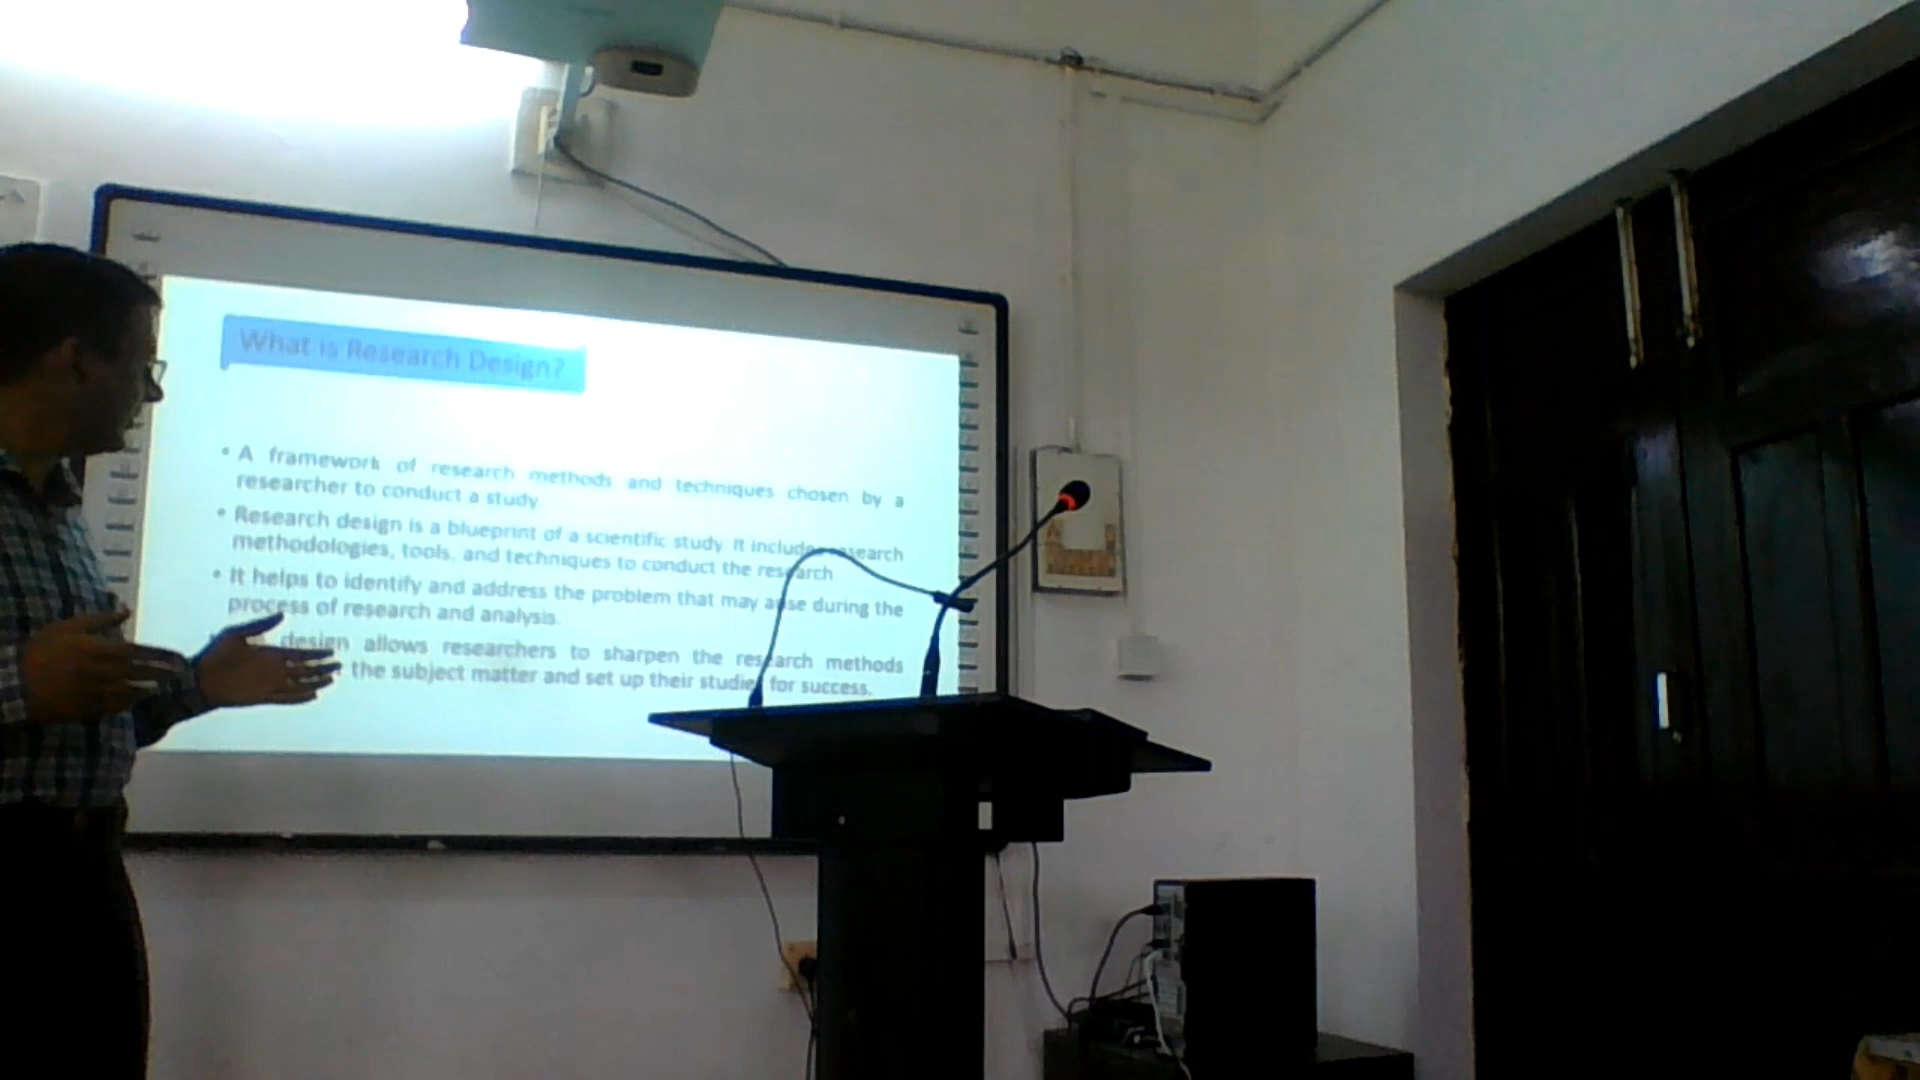 What is Research Design?
• A framework of research methods and techniques chosen by a
researcher to conduct a study
• Research design is a blueprint of a scientific study. It includes research
methodologies, tools, and techniques to conduct the research
• It helps to identify and address the problem that may arise during the
process of research and analysis.
design allows researchers to sharpen the research methods
the subject matter and set up their studies for success.